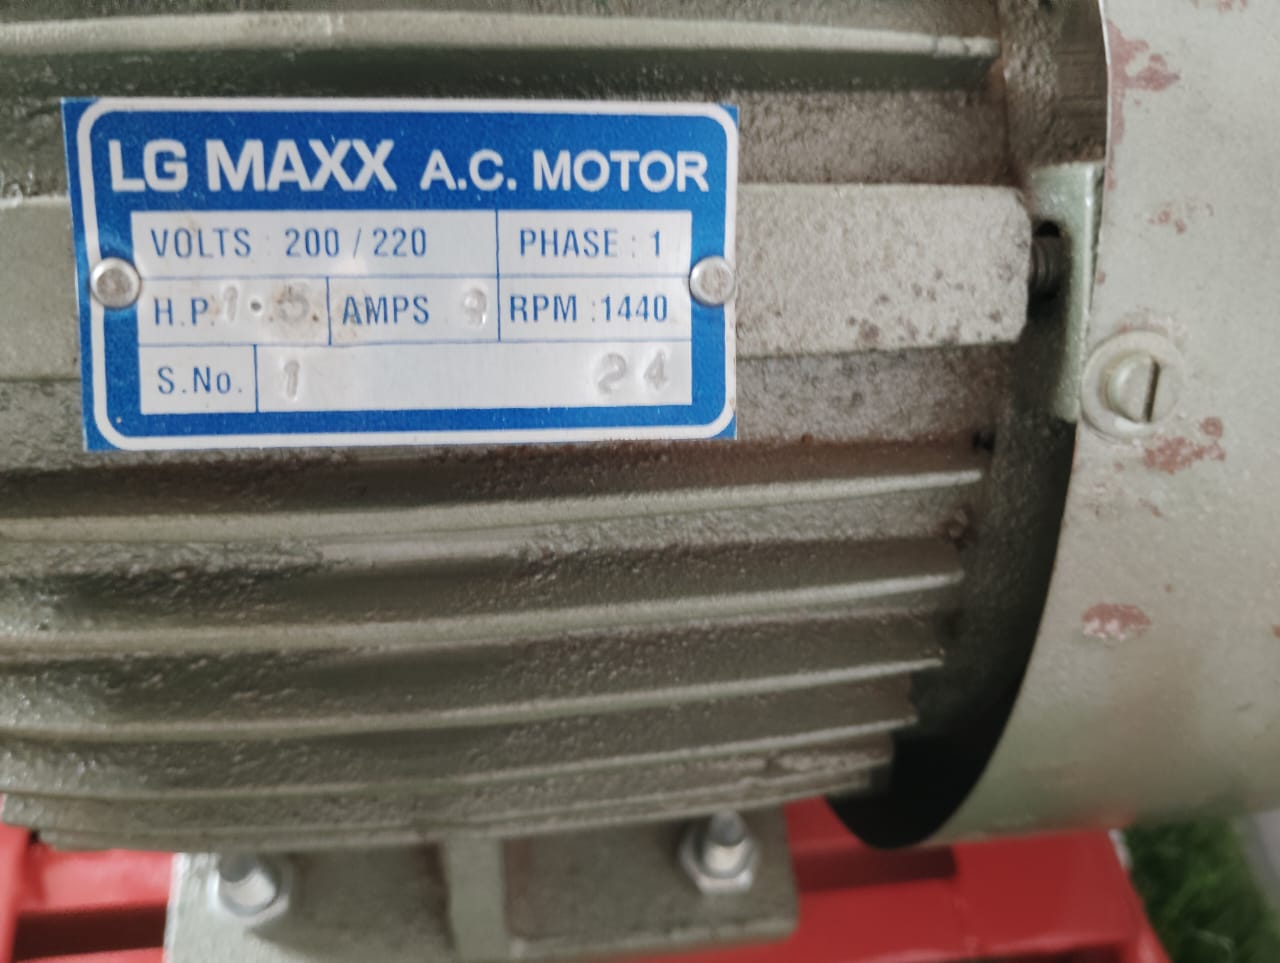 LG MAXX A.C. MOTOR
VOLTS : 200 / 220 PHASE : 1
H.P. 1.5. AMPS 9 RPM : 1440
S.No. 1 24